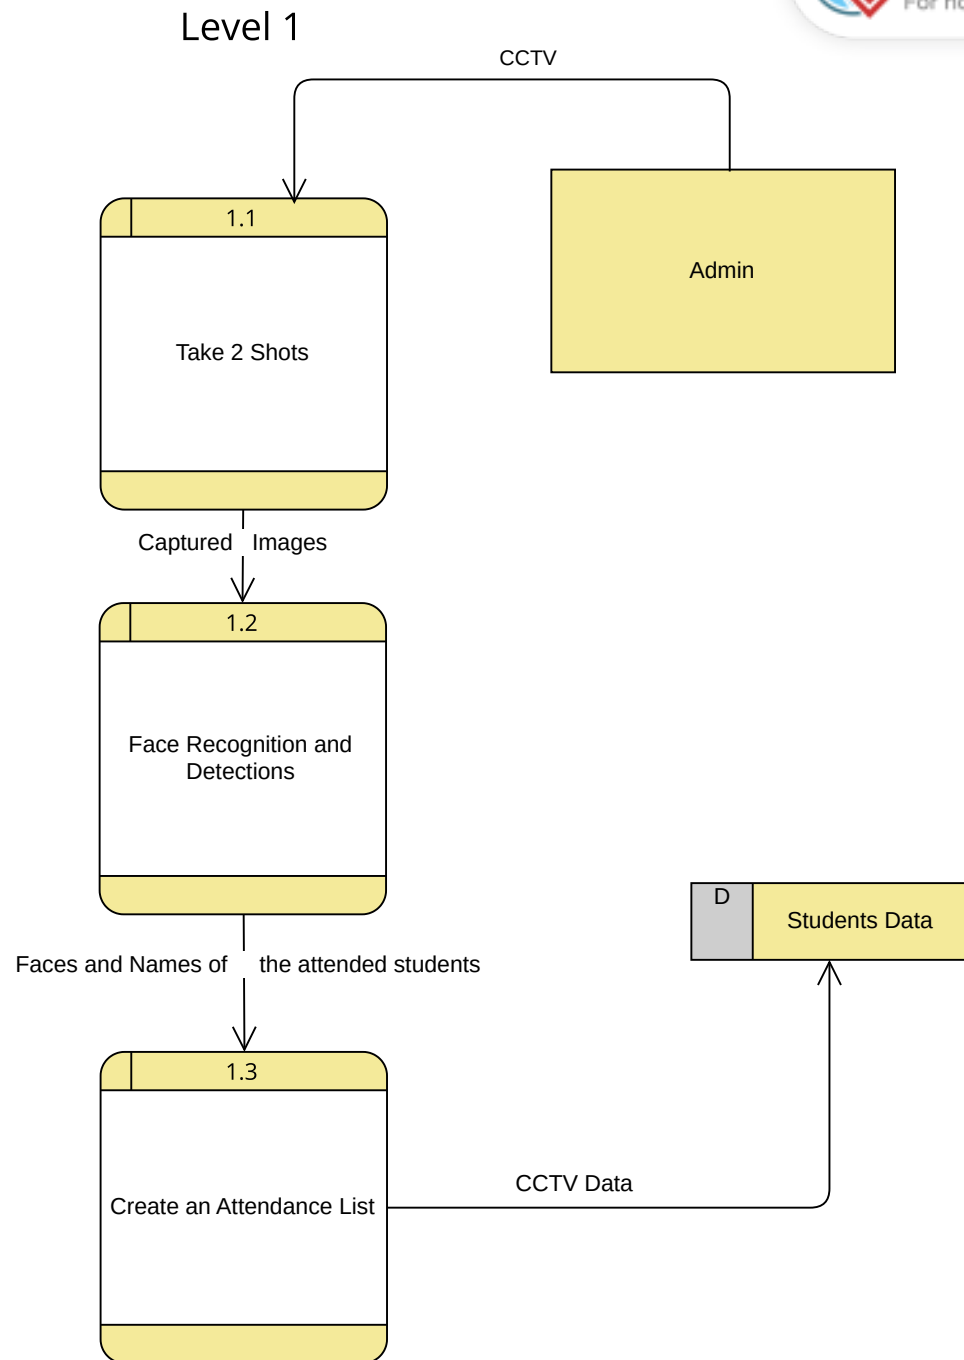 Level 1
For
CCTV
1.1
Admin
Take 2 Shots
Captured Images
1.2
Face Recognition and
Detections
D
Students Data
Faces and Names of the attended students
1.3
CCTV Data
Create an Attendance List